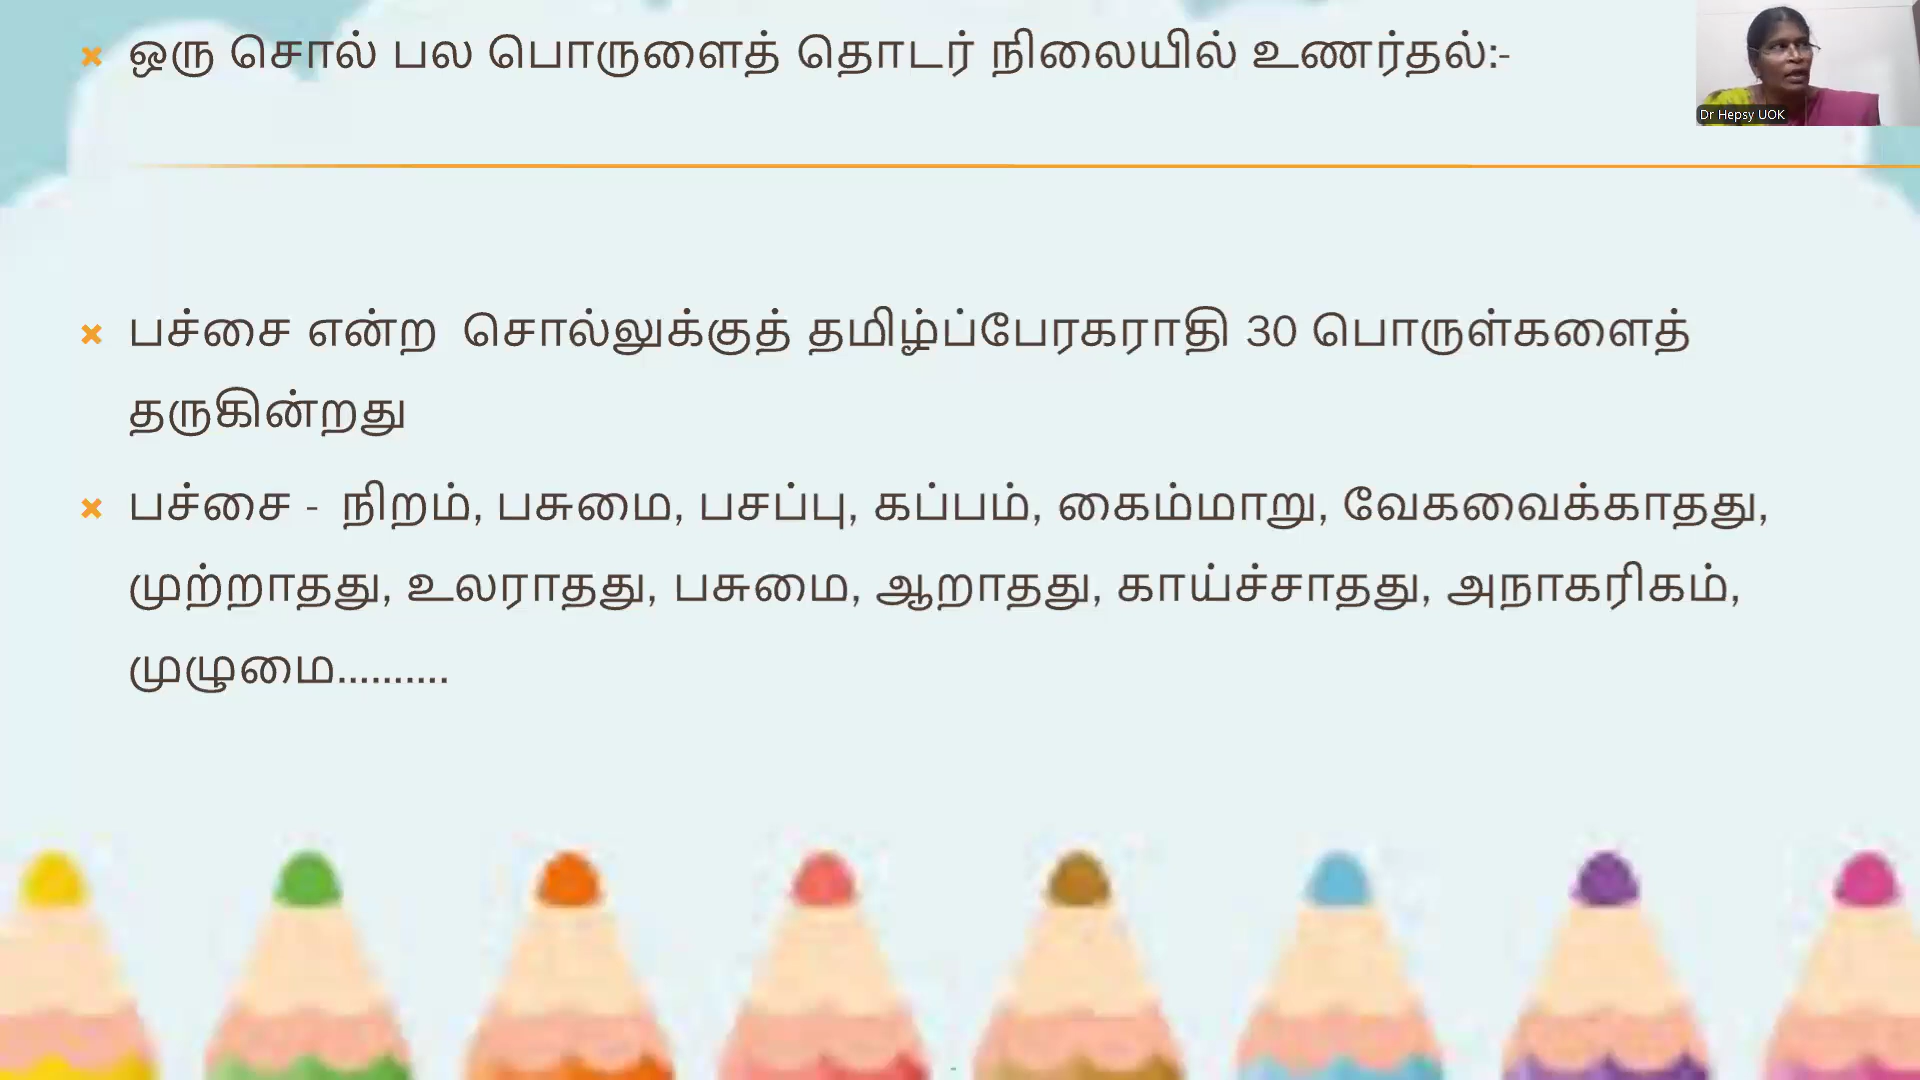 ஒரு சொல் பல பொருளைத் தொடர் நிலையில் உணர்தல்:-
Dr Hepsy UOK
பச்சை என்ற சொல்லுக்குத் தமிழ்ப்பேரகராதி 30 பொருள்களைத்
தருகின்றது
பச்சை - நிறம், பசுமை, பசப்பு, கப்பம், கைம்மாறு, வேகவைக்காதது,
முற்றாதது, உலராதது, பசுமை, ஆறாதது, காய்ச்சாதது, அநாகரிகம்,
முழுமை..........